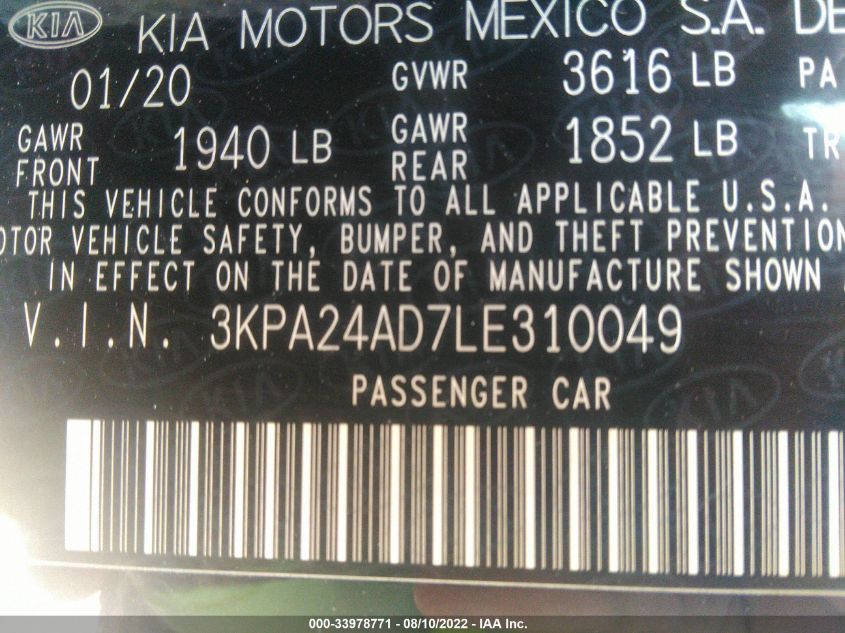 KIA KIA MOTORS MEXICO S.A. DE
01/20 GVWR 3616 LB PA
GAWR FRONT 1940 LB GAWR REAR 1852 LB TR
THIS VEHICLE CONFORMS TO ALL APPLICABLE U.S.A.
OTOR VEHICLE SAFETY, BUMPER, AND THEFT PREVENTION
IN EFFECT ON THE DATE OF MANUFACTURE SHOWN
V.I.N. 3KPA24AD7LE310049
PASSENGER CAR
000-33978771 - 08/10/2022 - IAA Inc.